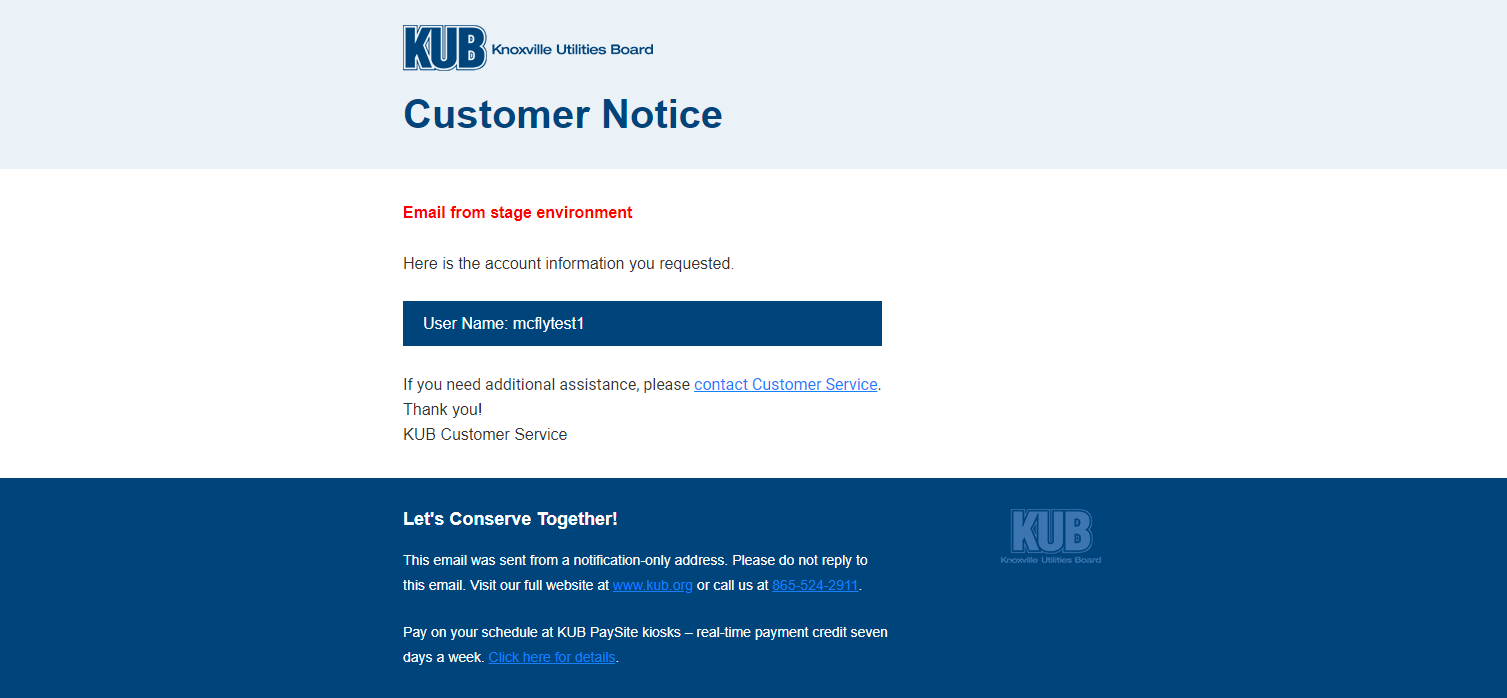 KUB Knoxville Utilities Board
Customer Notice
Email from stage environment
Here is the account information you requested.
User Name: mcflytest1
If you need additional assistance, please contact Customer Service.
Thank you!
KUB Customer Service
Let's Conserve Together!
This email was sent from a notification-only address. Please do not reply to
this email. Visit our full website at www.kub.org or call us at 865-524-2911.
Pay on your schedule at KUB PaySite kiosks – real-time payment credit seven
days a week. Click here for details.
KUB
Knoxville Utilities Board